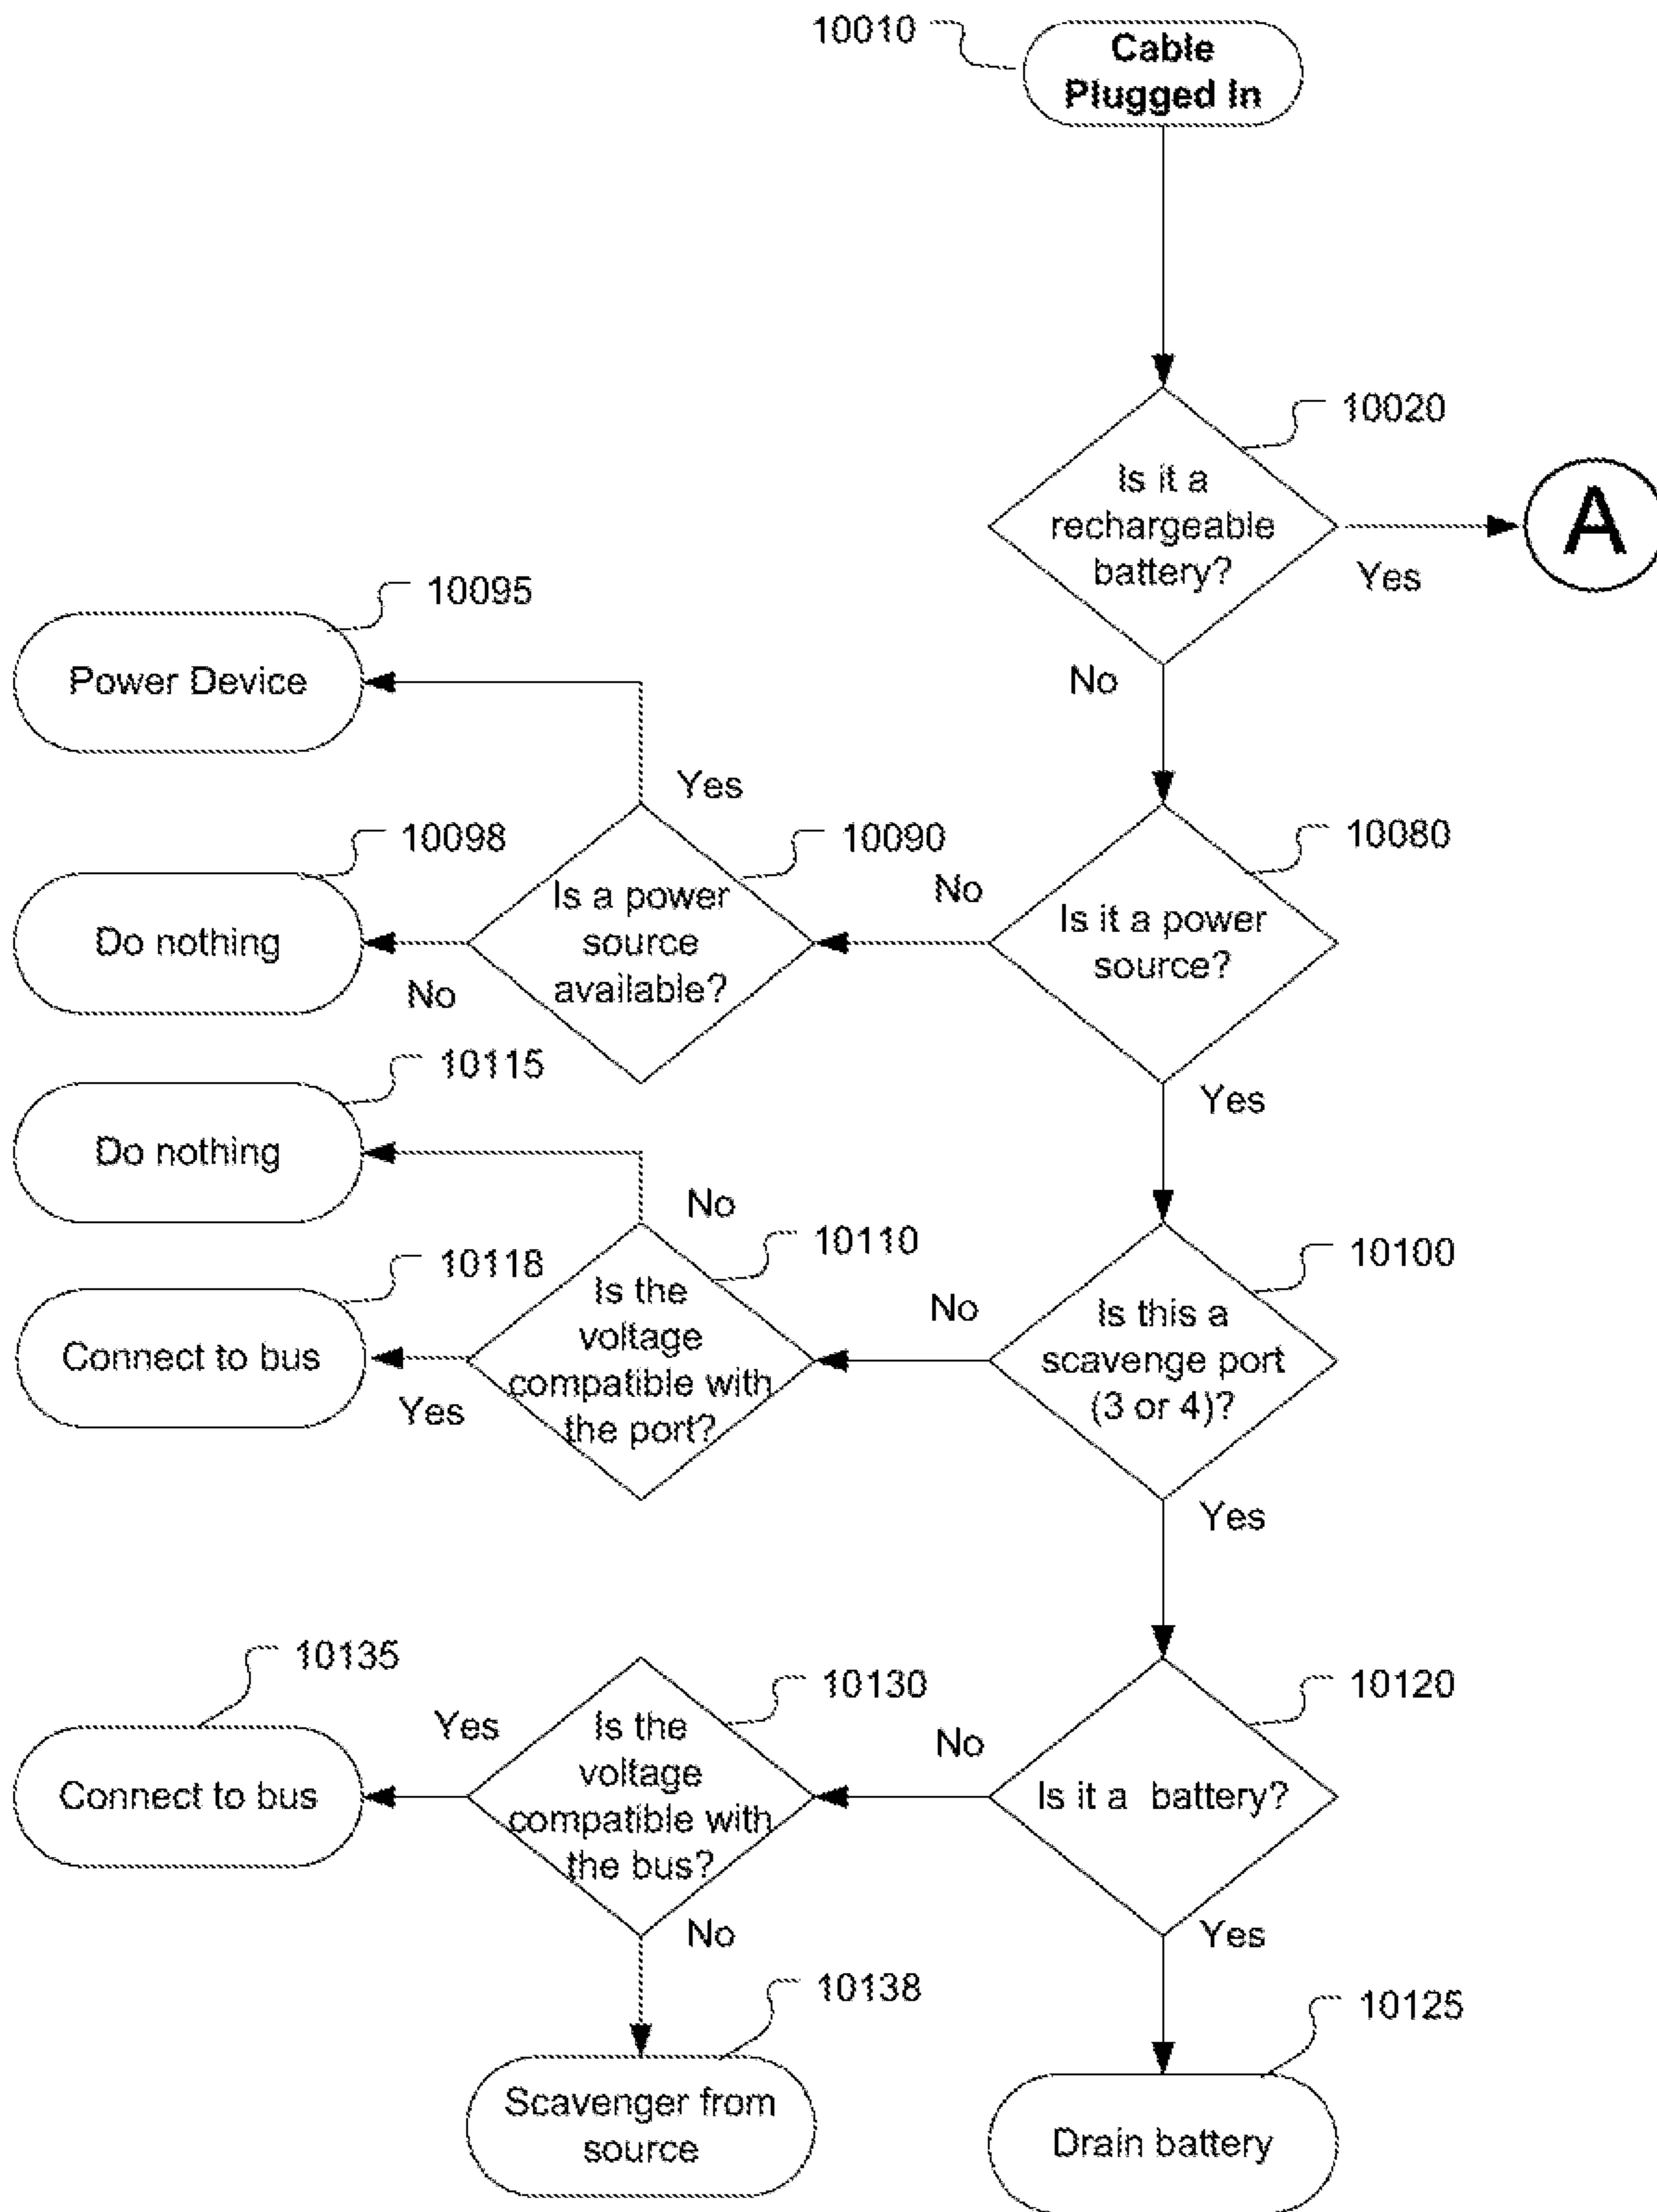 10010
Cable
Plugged In
10020
Is it a
rechargeable
battery?
Yes
A
No
10095
Power Device
Yes
10098
Do nothing
No
10090
Is a power
source
available?
No
10080
Is it a power
source?
Yes
10115
Do nothing
No
10118
Connect to bus
Yes
10110
Is the
voltage
compatible with
the port?
No
10100
Is this a
scavenge port
(3 or 4)?
Yes
10135
Connect to bus
Yes
10130
Is the
voltage
compatible with
the bus?
No
10120
Is it a battery?
No
Yes
10138
Scavenger from
source
10125
Drain battery